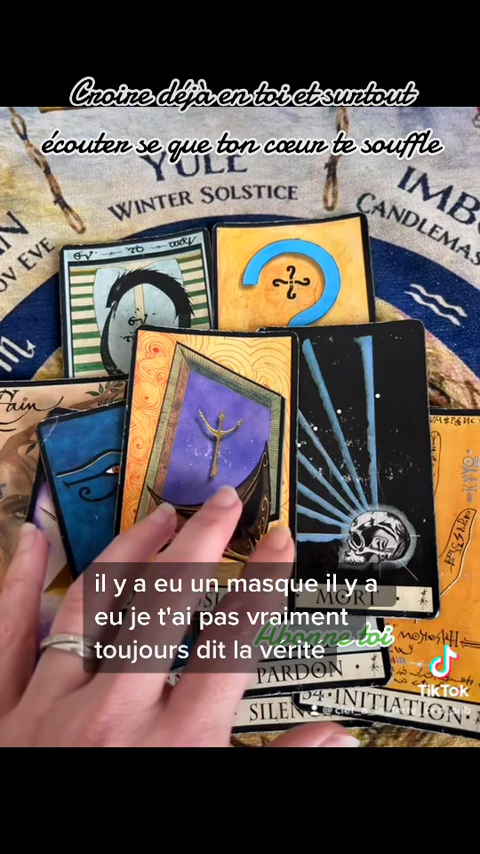 Croire déjà en toi et surtout
écouter se que ton cœur te souffle
YULE
WINTER SOLSTICE
IMB
CANDLEMAS
OV EVE
MORT
il y a eu un masque il y a
eu je t'ai pas vraiment
toujours dit la vérité
Abonne toi
PARDON
54·INITIATION·
SILEN
TikTok